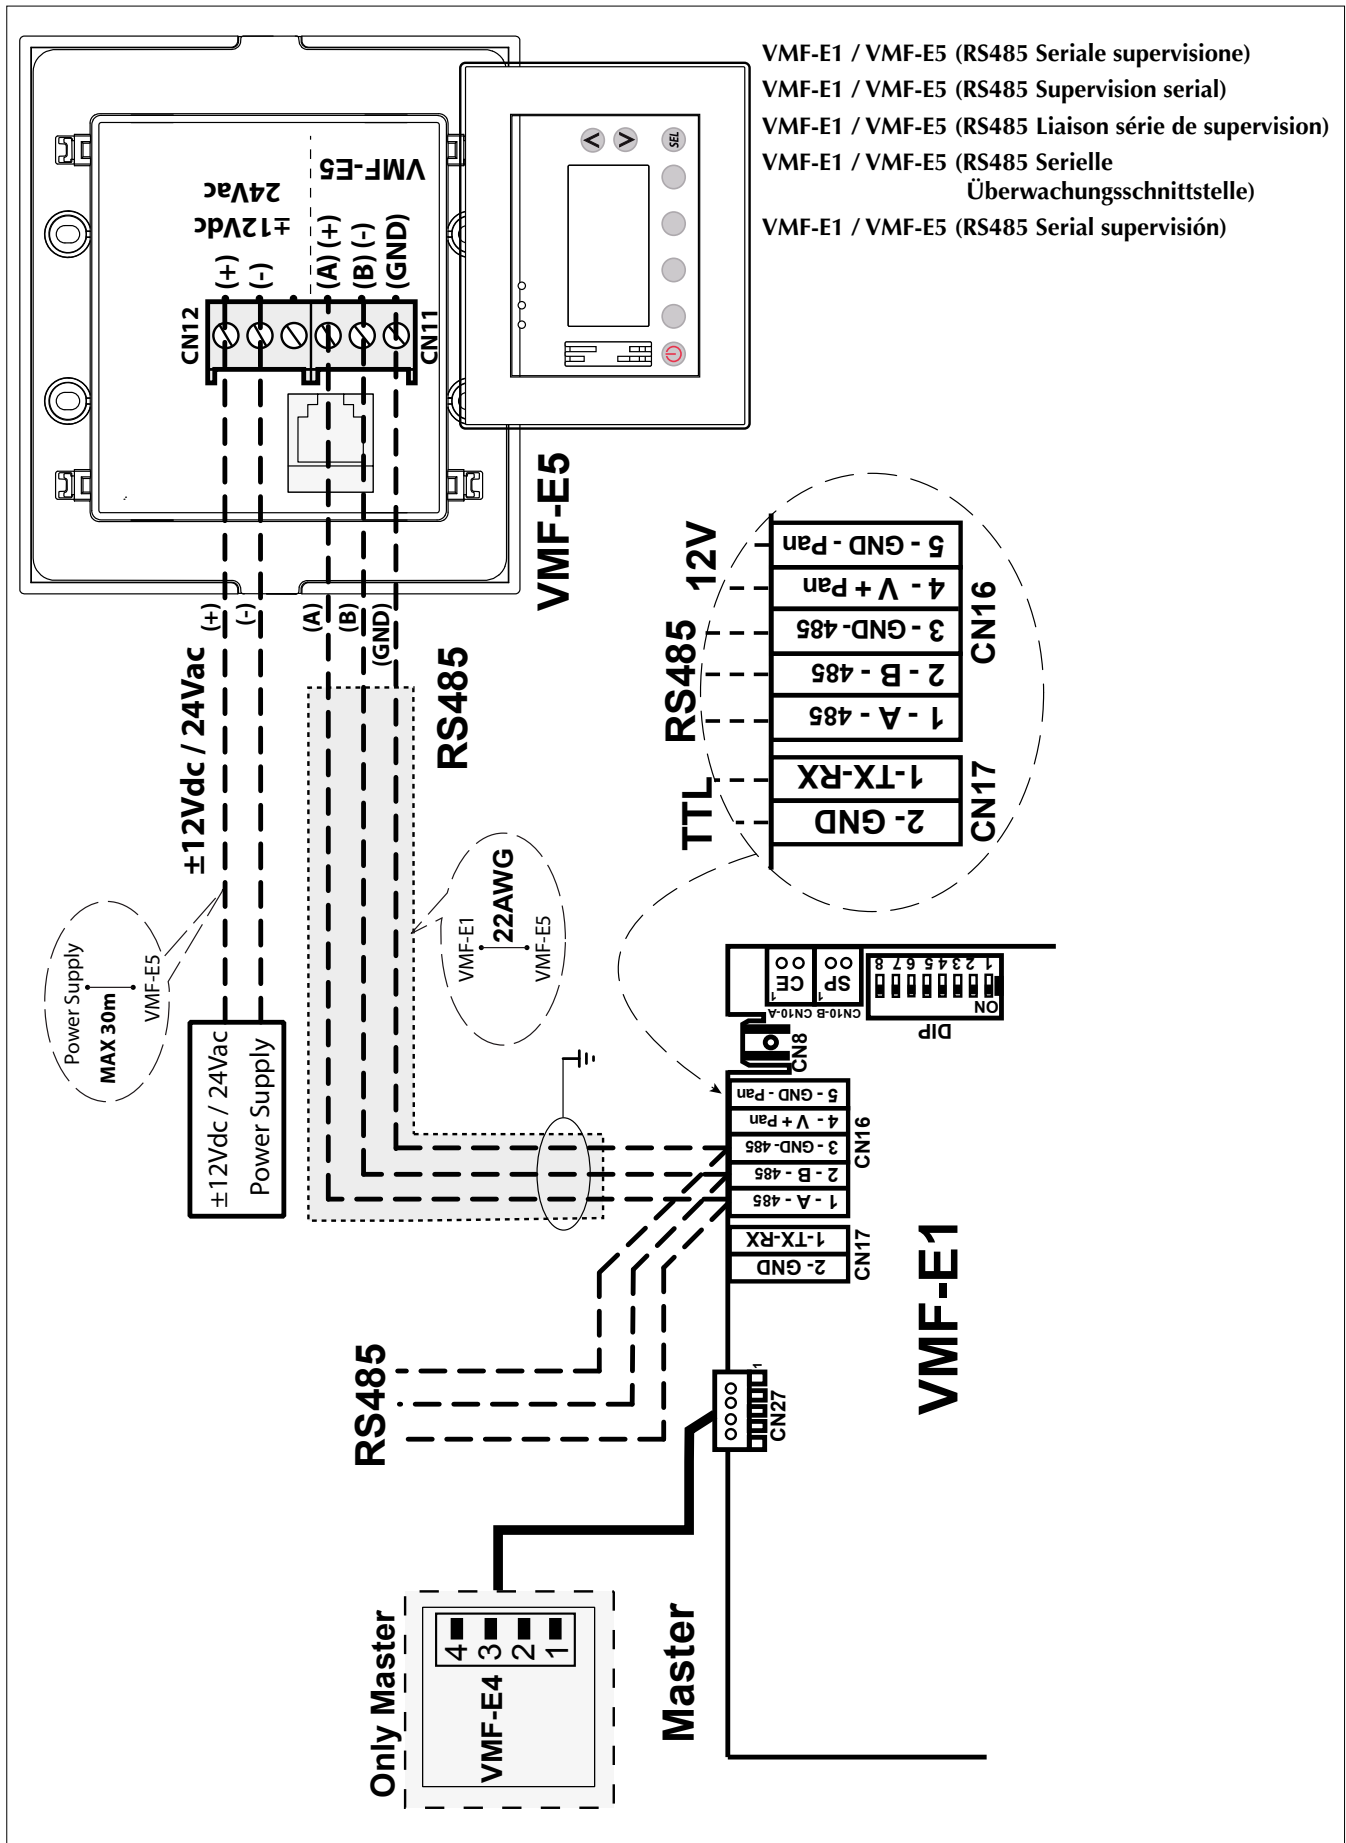 VMF-E1 / VMF-E5 (RS485 Seriale supervisione)
VMF-E1 / VMF-E5 (RS485 Supervision serial)
VMF-E1 / VMF-E5 (RS485 Liaison série de supervision)
VMF-E1 / VMF-E5 (RS485 Serielle
Überwachungsschnittstelle)
VMF-E1 / VMF-E5 (RS485 Serial supervisión)
VMF-E5
24Vac
±12Vdc
(+)
(-)
(A) (+)
(B) (-)
(GND)
CN12
CN11
SEL
VMF-E5
(+)
(-)
(A)
(B)
(GND)
±12Vdc / 24Vac
RS485
Power Supply
MAX 30m
VMF-E5
±12Vdc / 24Vac
Power Supply
VMF-E1
22AWG
VMF-E5
12V
RS485
TTL
5 - GND - Pan
4 - V + Pan
3 - GND- 485
2 - B - 485
1 - A - 485
CN16
1-TX-RX
2- GND
CN17
CE
1
SP
1
CN10-B CN10-A
8 7 6 5 4 3 2 1
ON
DIP
CN8
5 - GND - Pan
4 - V + Pan
3 - GND- 485
2 - B - 485
1 - A - 485
CN16
1-TX-RX
2- GND
CN17
RS485
1
CN27
VMF-E1
Master
Only Master
VMF-E4
4
3
2
1